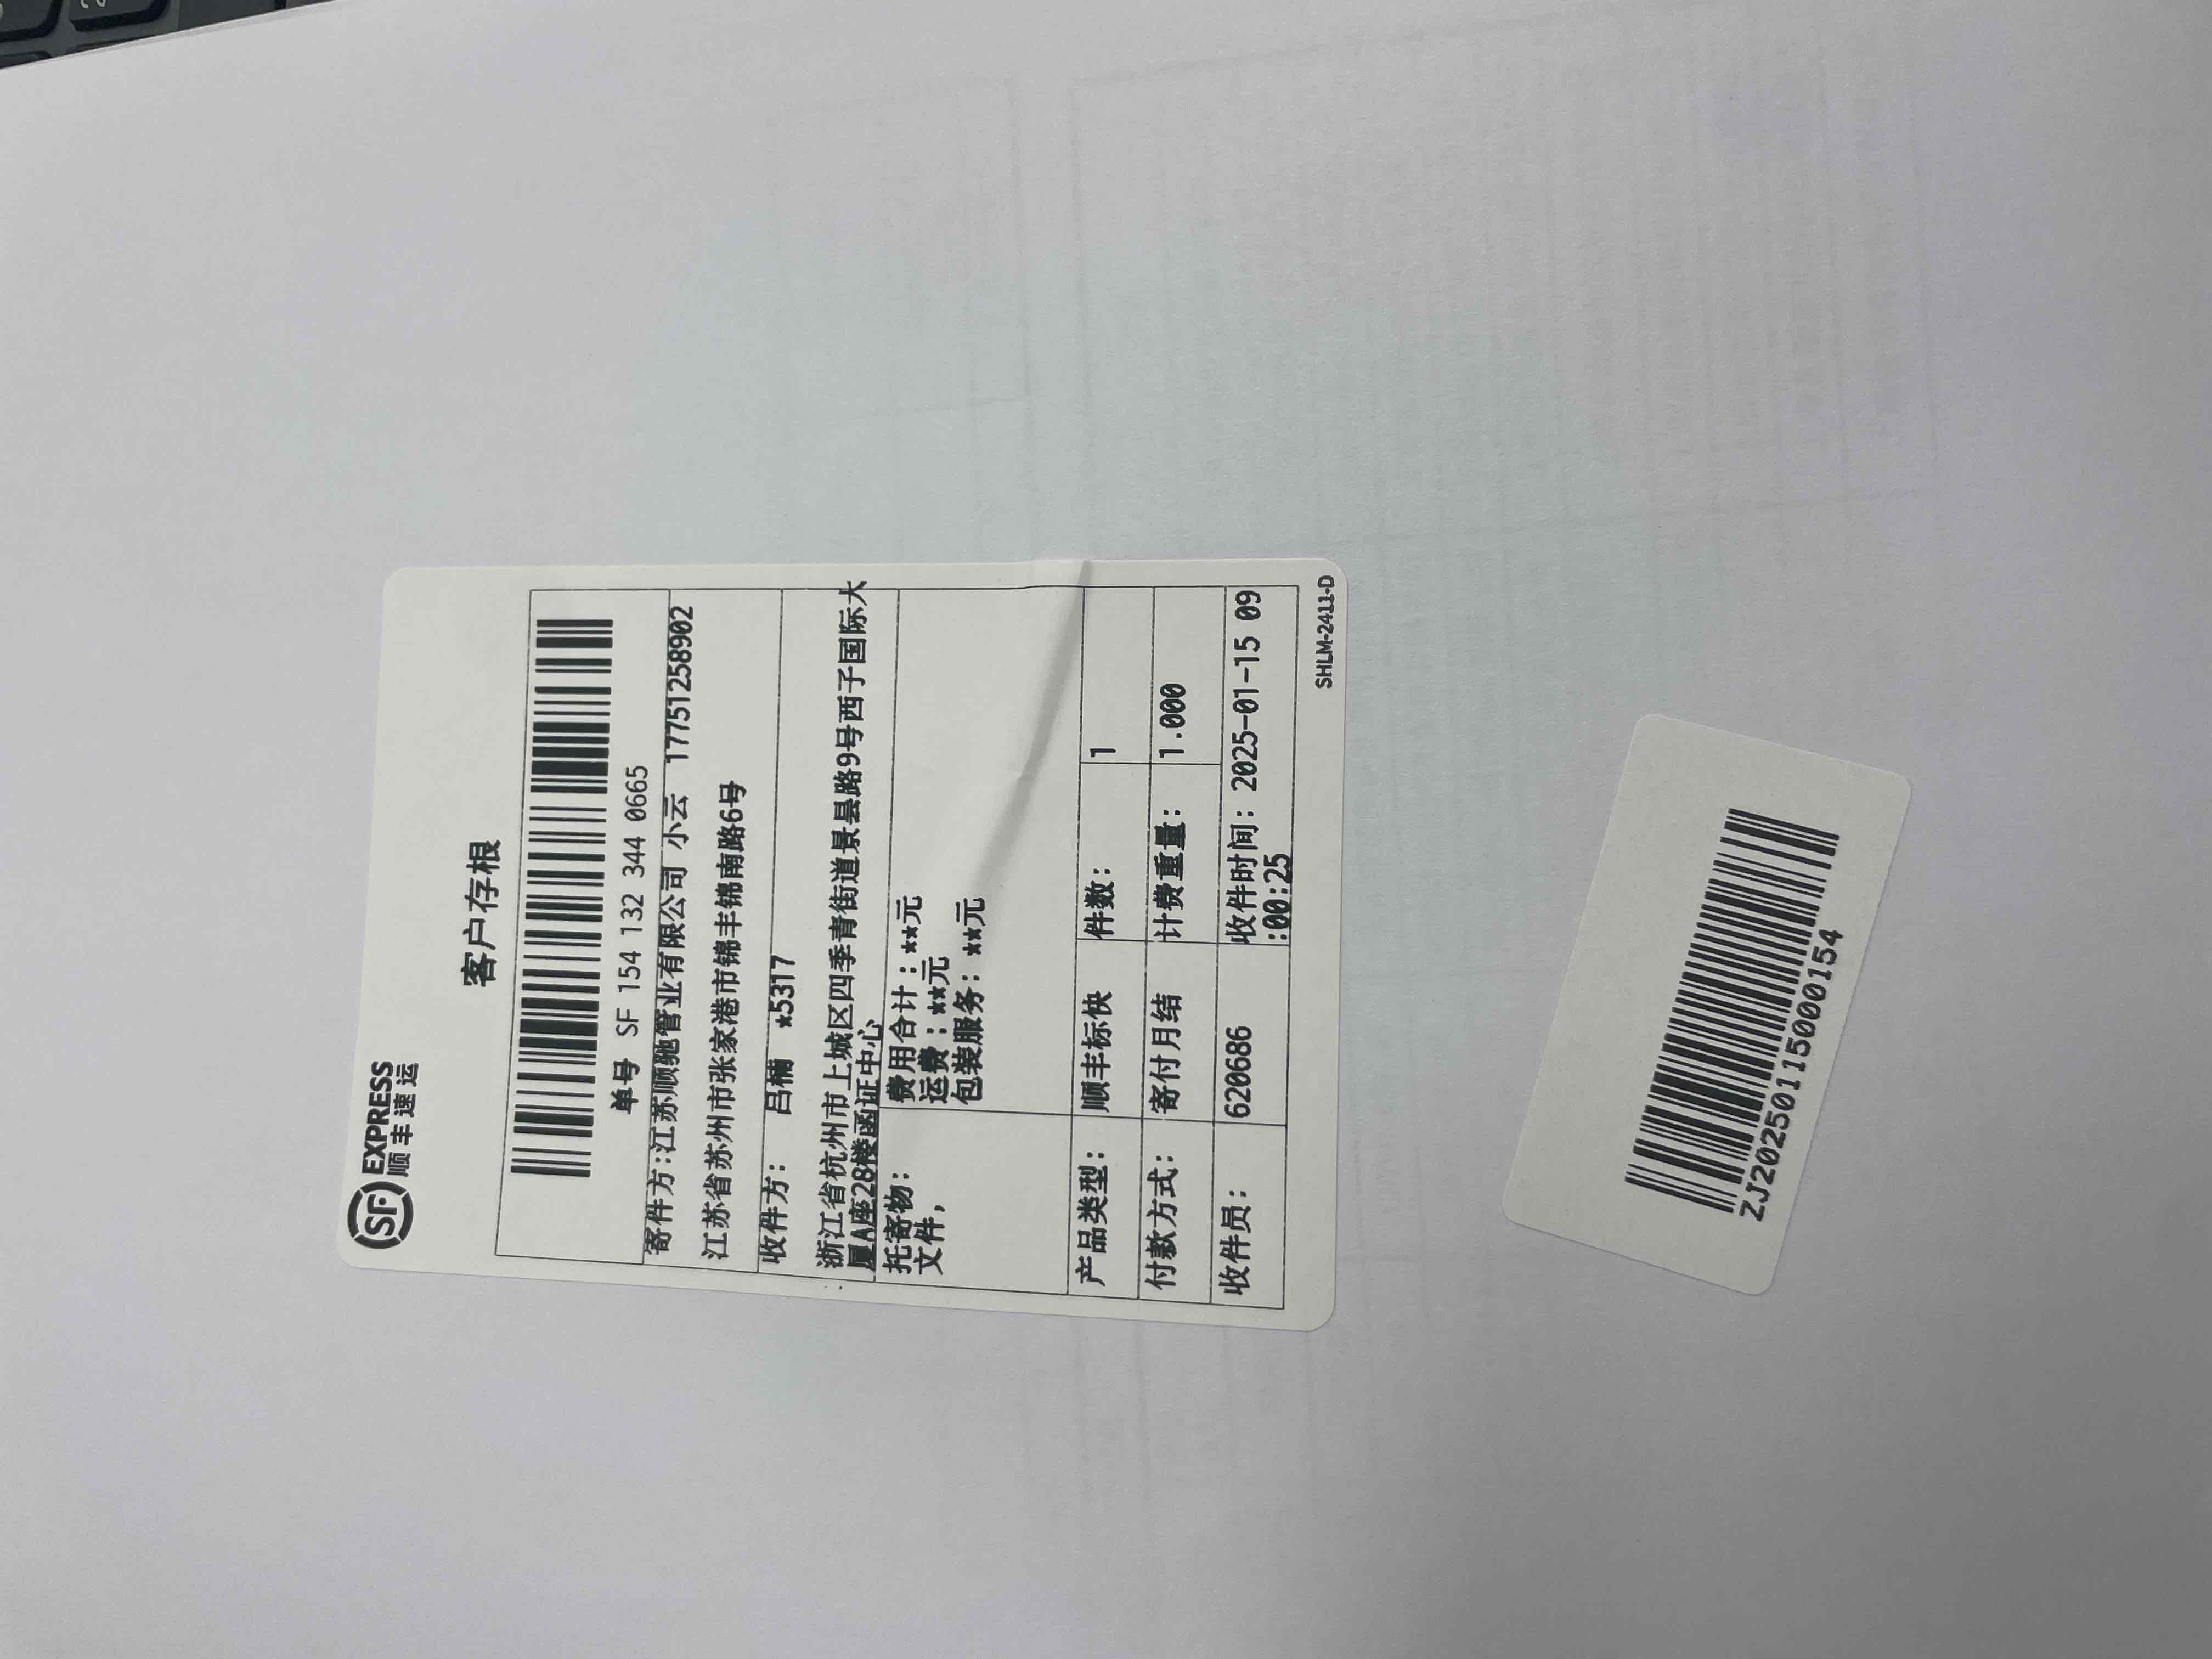 SF EXPRESS
顺丰速运
客户存根
单号 SF 154 132 344 0665
寄件方:江苏顺驰管业有限公司 小云 17751258902
江苏省苏州市张家港市锦丰锦南路6号
收件方: 吕楠 *5317
浙江省杭州市上城区四季青街道景昙路9号西子国际大
厦A座28楼函证中心
托寄物:
文件,
费用合计:**元
运费:**元
包装服务:**元
产品类型: 顺丰标快 件数: 1
付款方式: 寄付月结 计费重量: 1.000
收件员: 620686 收件时间: 2025-01-15 09
:00:25
SHLM-2411-D
ZJ20250115000154
2